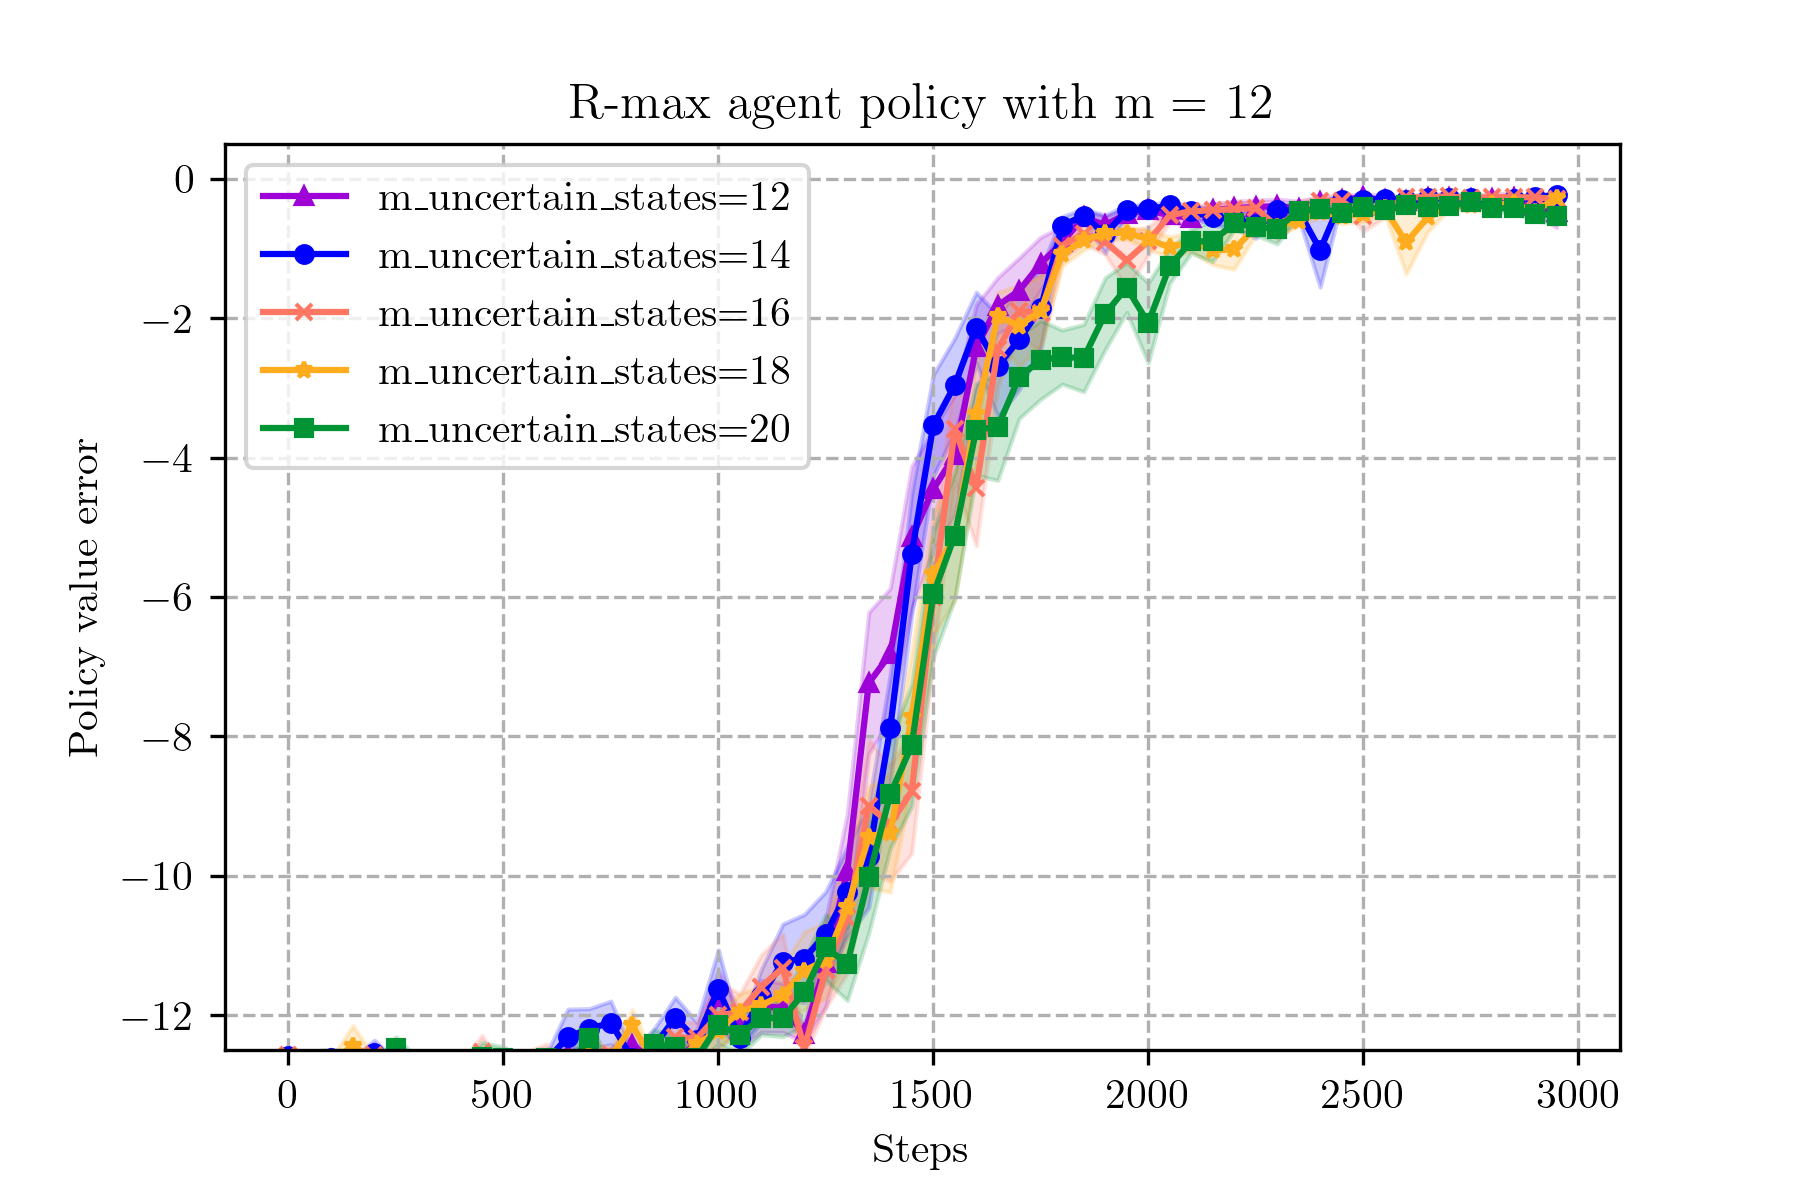 R-max agent policy with m = 12
m_uncertain_states=12
m_uncertain_states=14
m_uncertain_states=16
m_uncertain_states=18
m_uncertain_states=20
Policy value error
0
−2
−4
−6
−8
−10
−12
0 500 1000 1500 2000 2500 3000
Steps